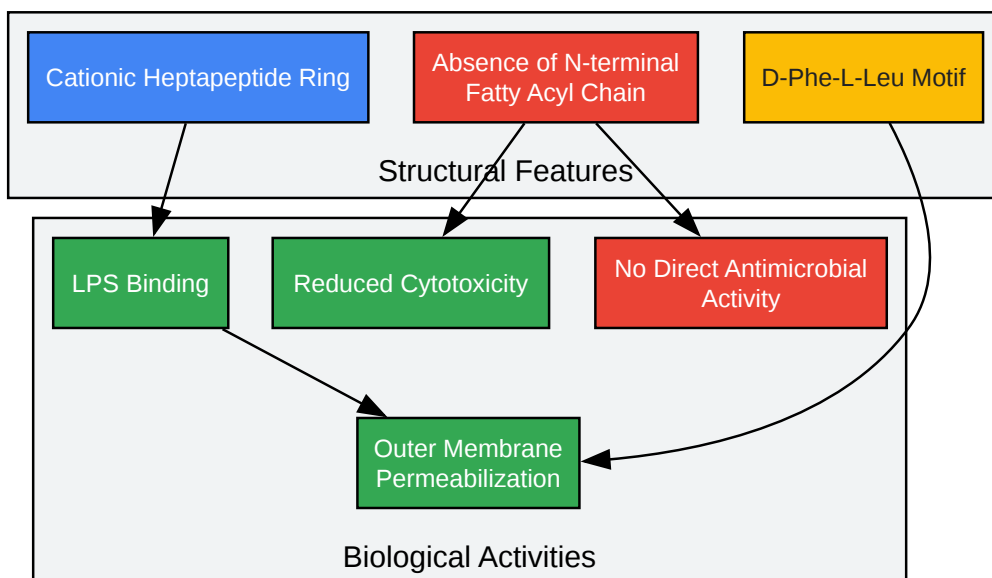 Cationic Heptapeptide Ring
Absence of N-terminal
Fatty Acyl Chain
D-Phe-L-Leu Motif
Structural Features
LPS Binding
Reduced Cytotoxicity
No Direct Antimicrobial
Activity
Outer Membrane
Permeabilization
Biological Activities